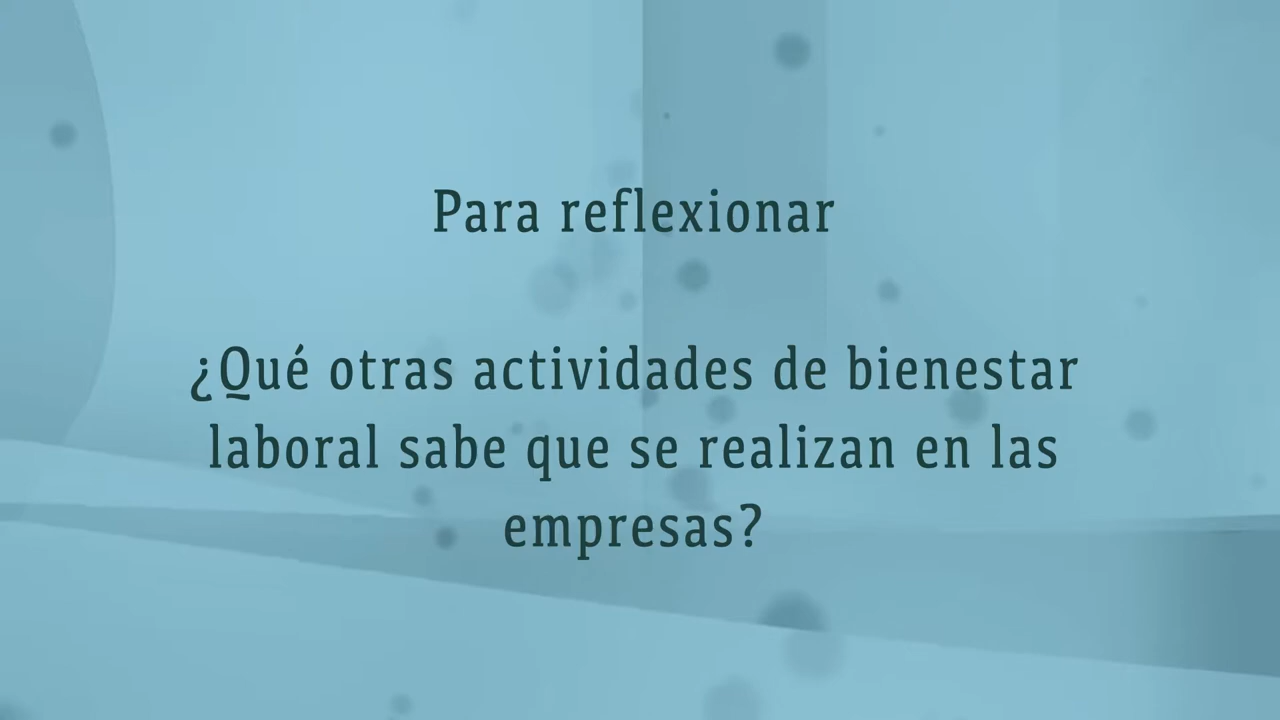 Para reflexionar
¿Qué otras actividades de bienestar
laboral sabe que se realizan en las
empresas?